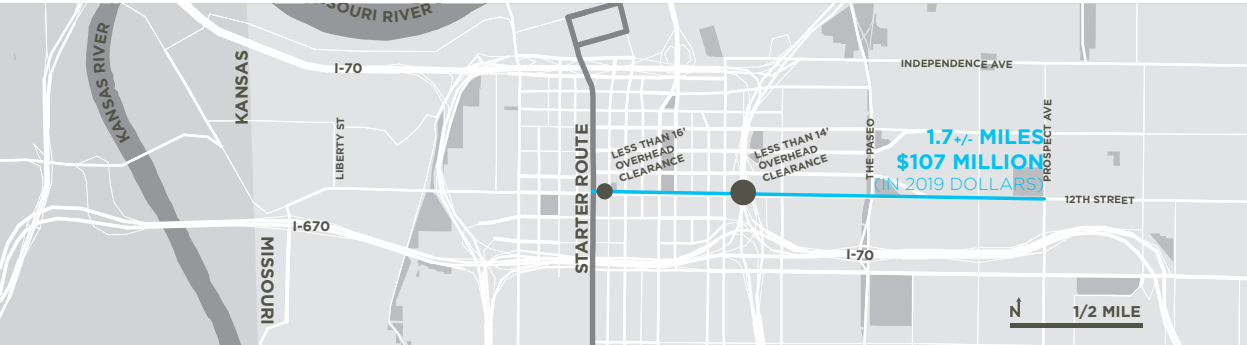 SOURI RIVER
KANSAS RIVER
KANSAS
I-70
INDEPENDENCE AVE
LIBERTY ST
STARTER ROUTE
LESS THAN 16'
OVERHEAD
CLEARANCE
LESS THAN 14'
OVERHEAD
CLEARANCE
THE PASEO
1.7+/- MILES
$107 MILLION
(IN 2019 DOLLARS)
PROSPECT AVE
12TH STREET
I-670
MISSOURI
I-70
N
1/2 MILE